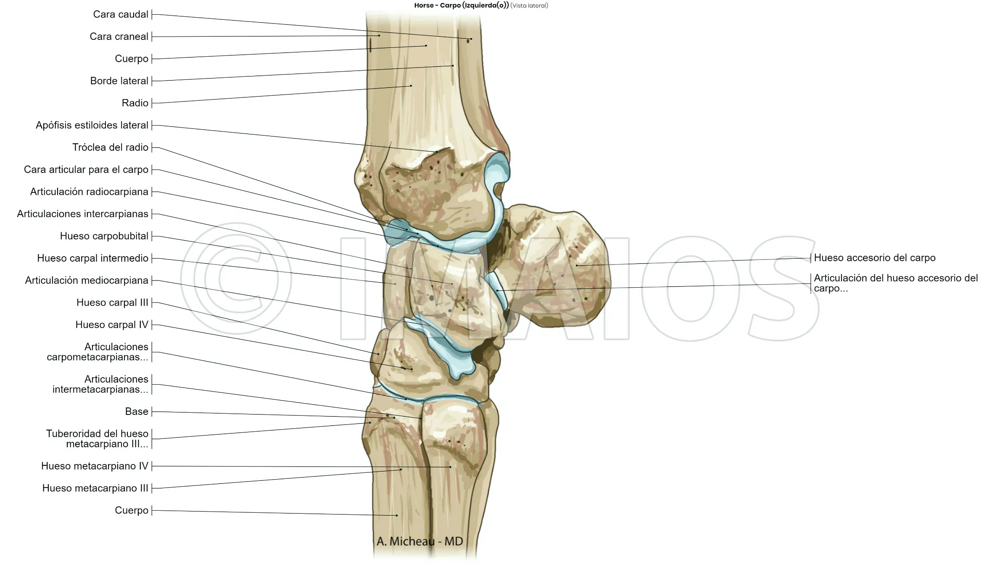 Horse - Carpo (Izquierda(o)) (Vista lateral)
Cara caudal
Cara craneal
Cuerpo
Borde lateral
Radio
Apófisis estiloides lateral
Tróclea del radio
Cara articular para el carpo
Articulación radiocarpiana
Articulaciones intercarpianas
Hueso carpobubital
Hueso carpal intermedio
Articulación mediocarpiana
Hueso carpal III
Hueso carpal IV
Articulaciones
carpometacarpianas...
Articulaciones
intermetacarpianas...
Base
Tuberoridad del hueso
metacarpiano III...
Hueso metacarpiano IV
Hueso metacarpiano III
Cuerpo
Hueso accesorio del carpo
Articulación del hueso accesorio del
carpo...
© IMAIOS
A. Micheau - MD